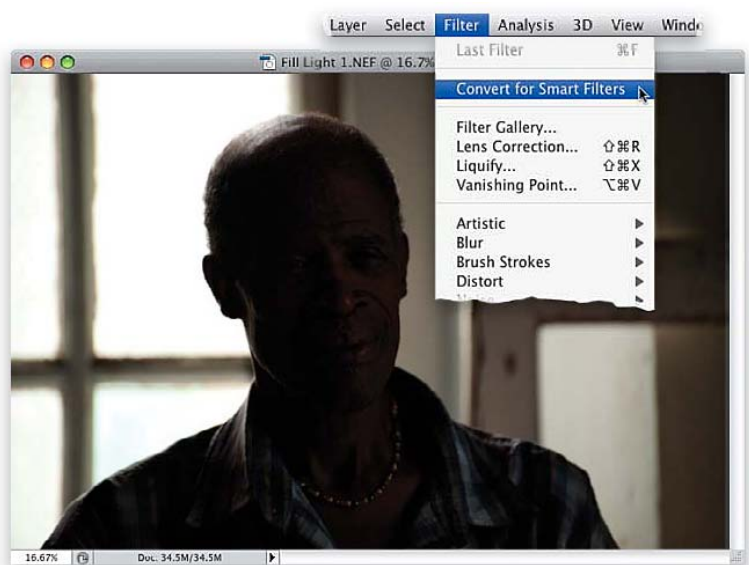 Layer Select Filter Analysis 3D View
Fill Light 1.NEF @ 16.7%
Last Filter ⌘F
Convert for Smart Filters
Filter Gallery...
Lens Correction... ⇧⌘R
Liquify... ⇧⌘X
Vanishing Point... ⌥⌘V
Artistic
Blur
Brush Strokes
Distort
16.67% Doc: 34.5M/34.5M